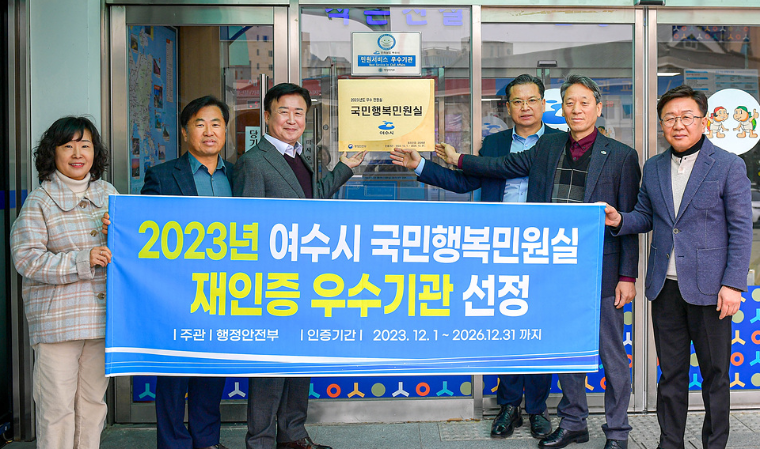 민원서비스 우수기관
국민행복민원실
여수시
2023년 여수시 국민행복민원실
재인증 우수기관 선정
| 주관 | 행정안전부 | 인증기간 | 2023. 12. 1 ~ 2026.12.31 까지